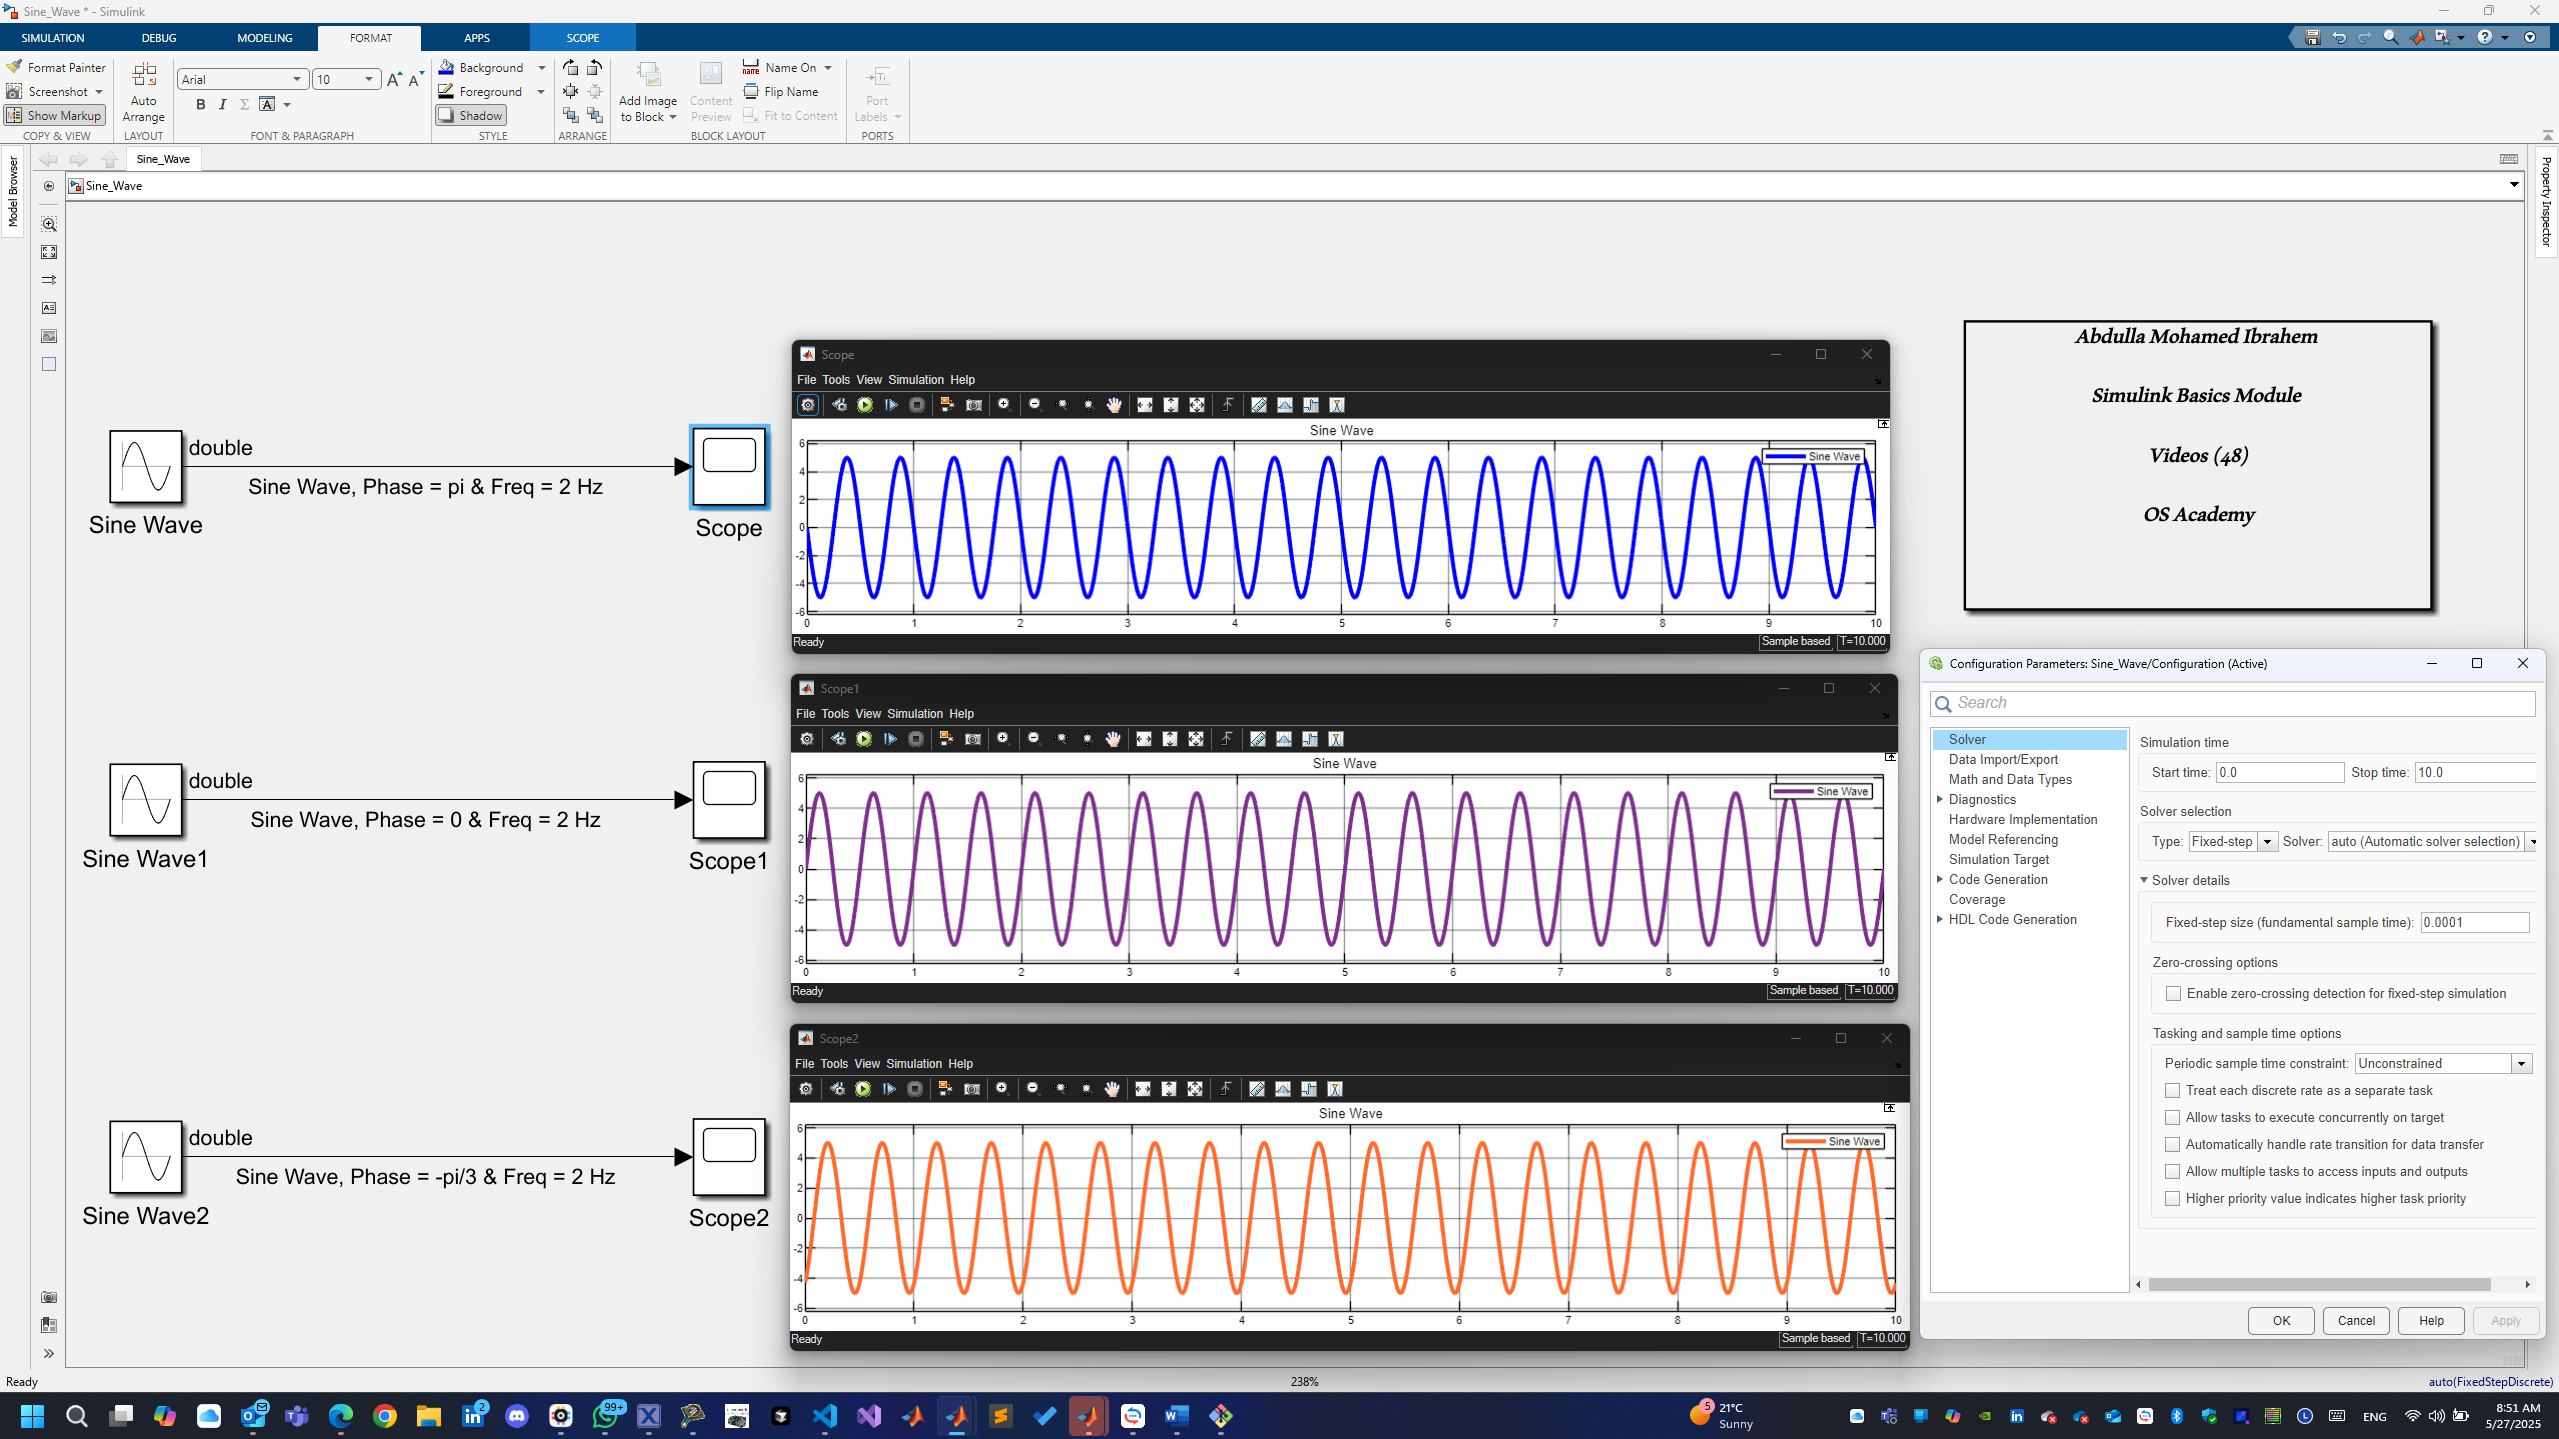 Sine_Wave * - Simulink
SIMULATION DEBUG MODELING FORMAT APPS SCOPE
Format Painter
Screenshot
Show Markup
COPY & VIEW
Auto
Arrange
LAYOUT
Arial 10
B I
FONT & PARAGRAPH
Background
Foreground
Shadow
STYLE
ARRANGE
Add Image
to Block
Content
Preview
Name On
Flip Name
Fit to Content
BLOCK LAYOUT
Port
Labels
PORTS
Model Browser
Property Inspector
Sine_Wave
Sine_Wave
double
Sine Wave, Phase = pi & Freq = 2 Hz
Sine Wave
Scope
double
Sine Wave, Phase = 0 & Freq = 2 Hz
Sine Wave1
Scope1
double
Sine Wave, Phase = -pi/3 & Freq = 2 Hz
Sine Wave2
Scope2
Scope
File Tools View Simulation Help
Sine Wave
Sine Wave
6
4
2
0
-2
-4
-6
0 1 2 3 4 5 6 7 8 9 10
Ready
Sample based T=10.000
Scope1
File Tools View Simulation Help
Sine Wave
Sine Wave
6
4
2
0
-2
-4
-6
0 1 2 3 4 5 6 7 8 9 10
Ready
Sample based T=10.000
Scope2
File Tools View Simulation Help
Sine Wave
Sine Wave
6
4
2
0
-2
-4
-6
0 1 2 3 4 5 6 7 8 9 10
Ready
Sample based T=10.000
Abdulla Mohamed Ibrahem
Simulink Basics Module
Videos (48)
OS Academy
Configuration Parameters: Sine_Wave/Configuration (Active)
Search
Solver
Data Import/Export
Math and Data Types
Diagnostics
Hardware Implementation
Model Referencing
Simulation Target
Code Generation
Coverage
HDL Code Generation
Simulation time
Start time: 0.0 Stop time: 10.0
Solver selection
Type: Fixed-step Solver: auto (Automatic solver selection)
Solver details
Fixed-step size (fundamental sample time): 0.0001
Zero-crossing options
Enable zero-crossing detection for fixed-step simulation
Tasking and sample time options
Periodic sample time constraint: Unconstrained
Treat each discrete rate as a separate task
Allow tasks to execute concurrently on target
Automatically handle rate transition for data transfer
Allow multiple tasks to access inputs and outputs
Higher priority value indicates higher task priority
OK Cancel Help Apply
Ready
238%
auto(FixedStepDiscrete)
2
99+
5
21°C
Sunny
ENG
8:51 AM
5/27/2025